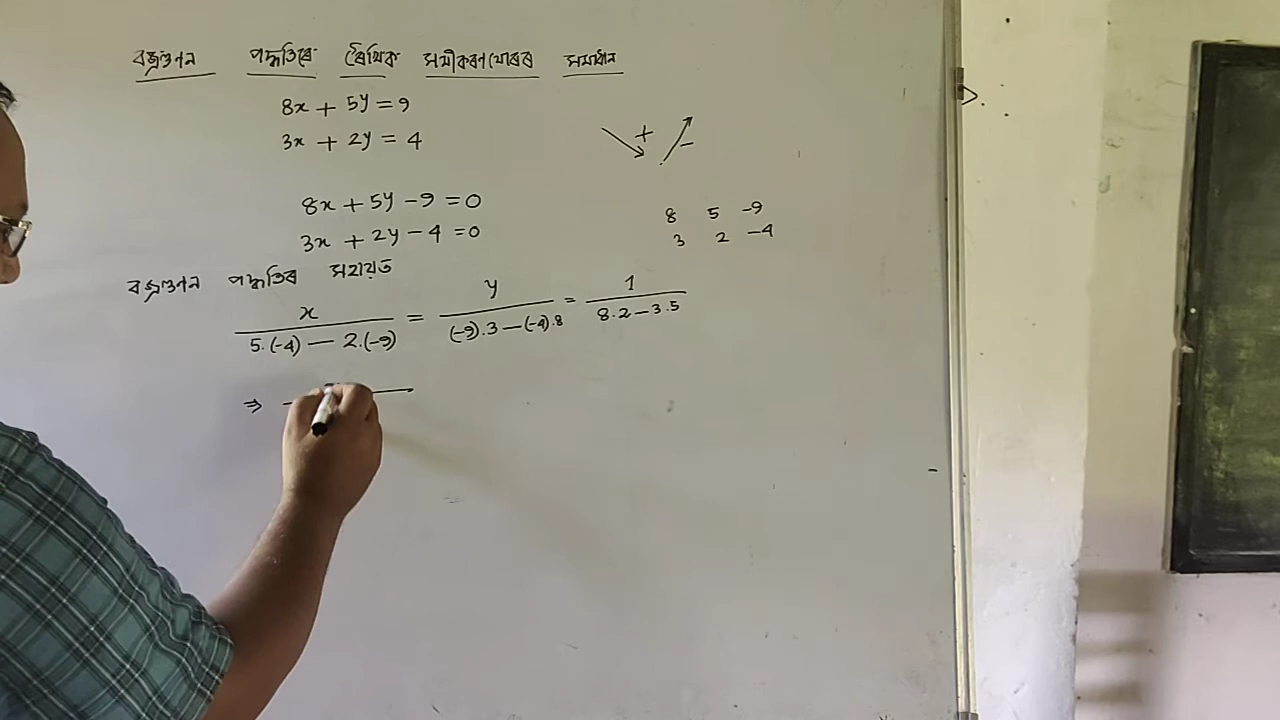 বজ্ৰগুণন পদ্ধতিৰে ৰৈখিক সমীকৰণযোৰৰ সমাধান
8x + 5y = 9
3x + 2y = 4
+ −
8x + 5y − 9 = 0
3x + 2y − 4 = 0
8 5 −9
3 2 −4
বজ্ৰগুণন পদ্ধতিৰ সহায়ত
x/(5.(−4) − 2.(−9)) = y/((−9).3 − (−4).8) = 1/(8.2 − 3.5)
⇒